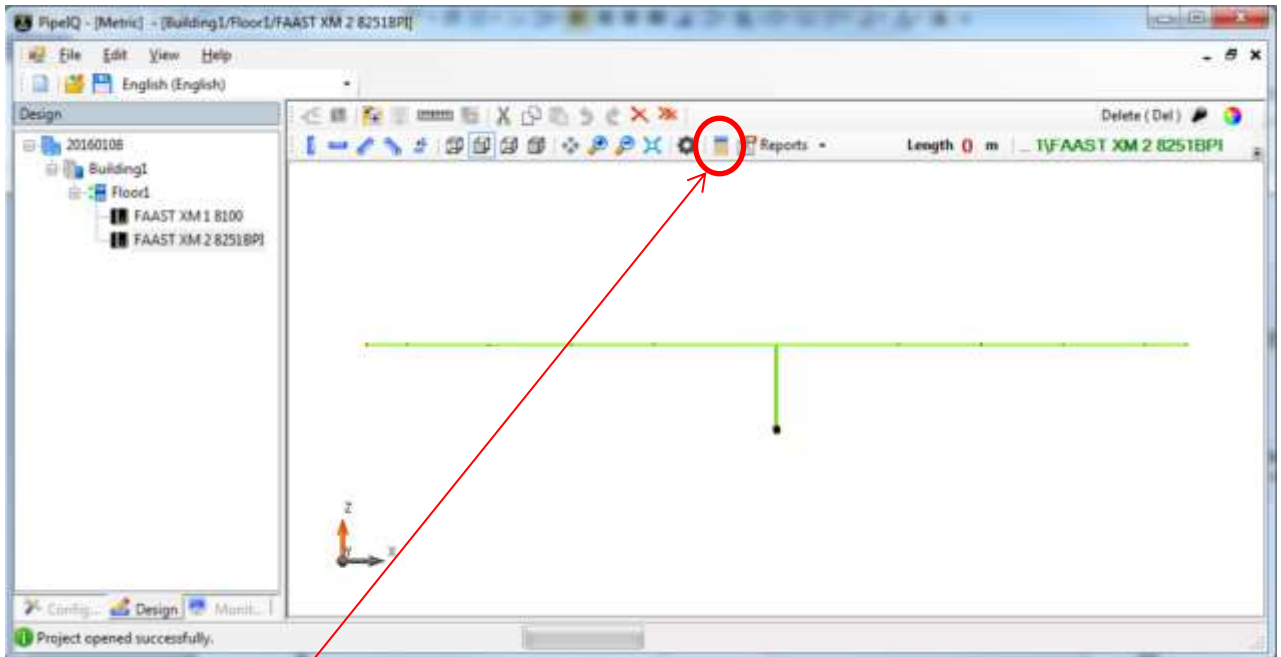 PipeIQ - [Metric] - [Building1/Floor1/FAAST XM 2 8251BPI]
File Edit View Help
English (English)
Design
Delete ( Del )
Reports
Length 0 m
_ 1\FAAST XM 2 8251BPI
20160108
Building1
Floor1
FAAST XM 1 8100
FAAST XM 2 8251BPI
Z
Y
X
Config... Design Monit...
Project opened successfully.